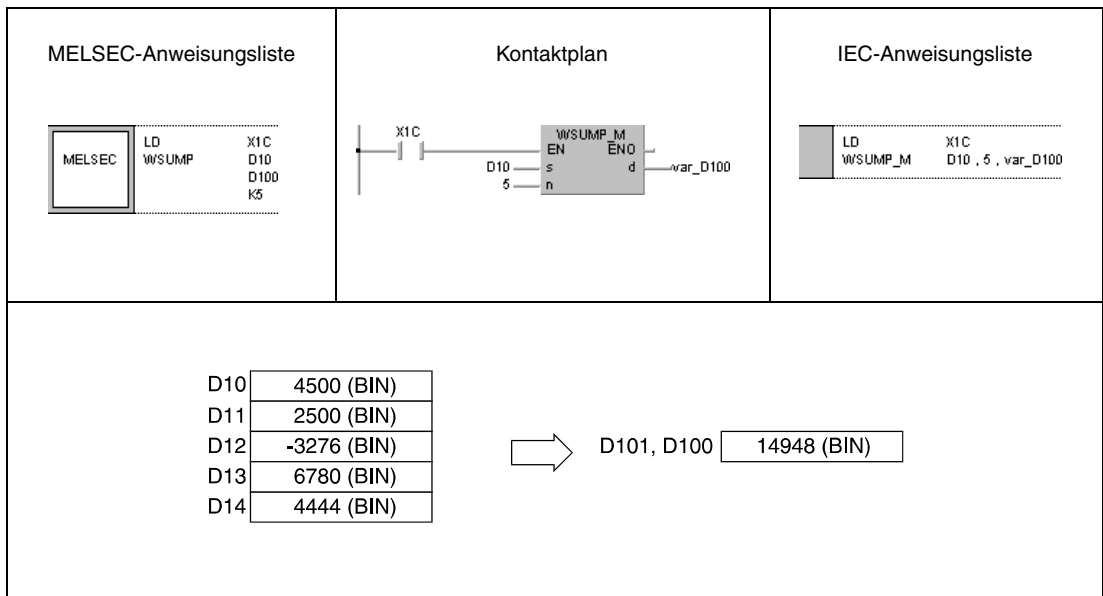 MELSEC-Anweisungsliste
Kontaktplan
IEC-Anweisungsliste
MELSEC
LD X1C
WSUMP D10
D100
K5
X1C
WSUMP_M
EN ENO
D10 s d var_D100
5 n
LD X1C
WSUMP_M D10 , 5 , var_D100
D10 4500 (BIN)
D11 2500 (BIN)
D12 -3276 (BIN)
D13 6780 (BIN)
D14 4444 (BIN)
D101, D100 14948 (BIN)